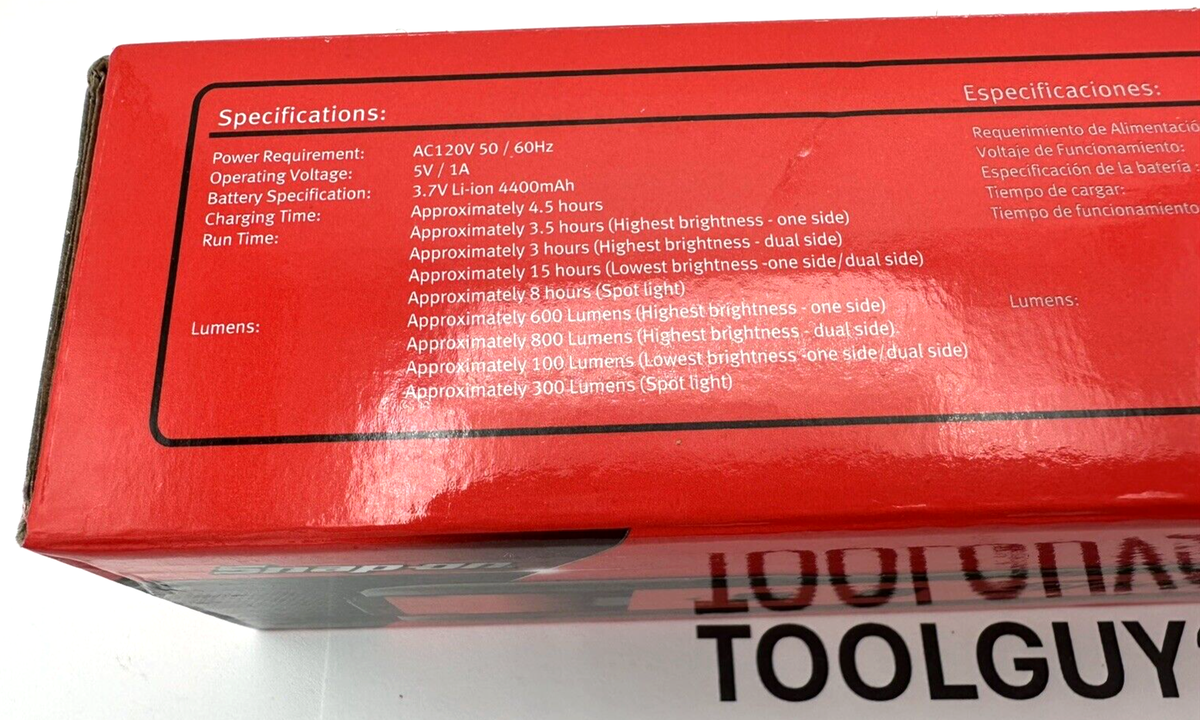 Specifications:
Power Requirement: AC120V 50 / 60Hz
Operating Voltage: 5V / 1A
Battery Specification: 3.7V Li-ion 4400mAh
Charging Time: Approximately 4.5 hours
Run Time: Approximately 3.5 hours (Highest brightness - one side)
Approximately 3 hours (Highest brightness - dual side)
Approximately 15 hours (Lowest brightness -one side/dual side)
Approximately 8 hours (Spot light)
Lumens: Approximately 600 Lumens (Highest brightness - one side)
Approximately 800 Lumens (Highest brightness - dual side)
Approximately 100 Lumens (Lowest brightness -one side/dual side)
Approximately 300 Lumens (Spot light)
Especificaciones:
Requerimiento de Alimentació
Voltaje de Funcionamiento:
Especificación de la batería
Tiempo de cargar:
Tiempo de funcionamiento
Lumens:
Snap-on
TOOLGUY